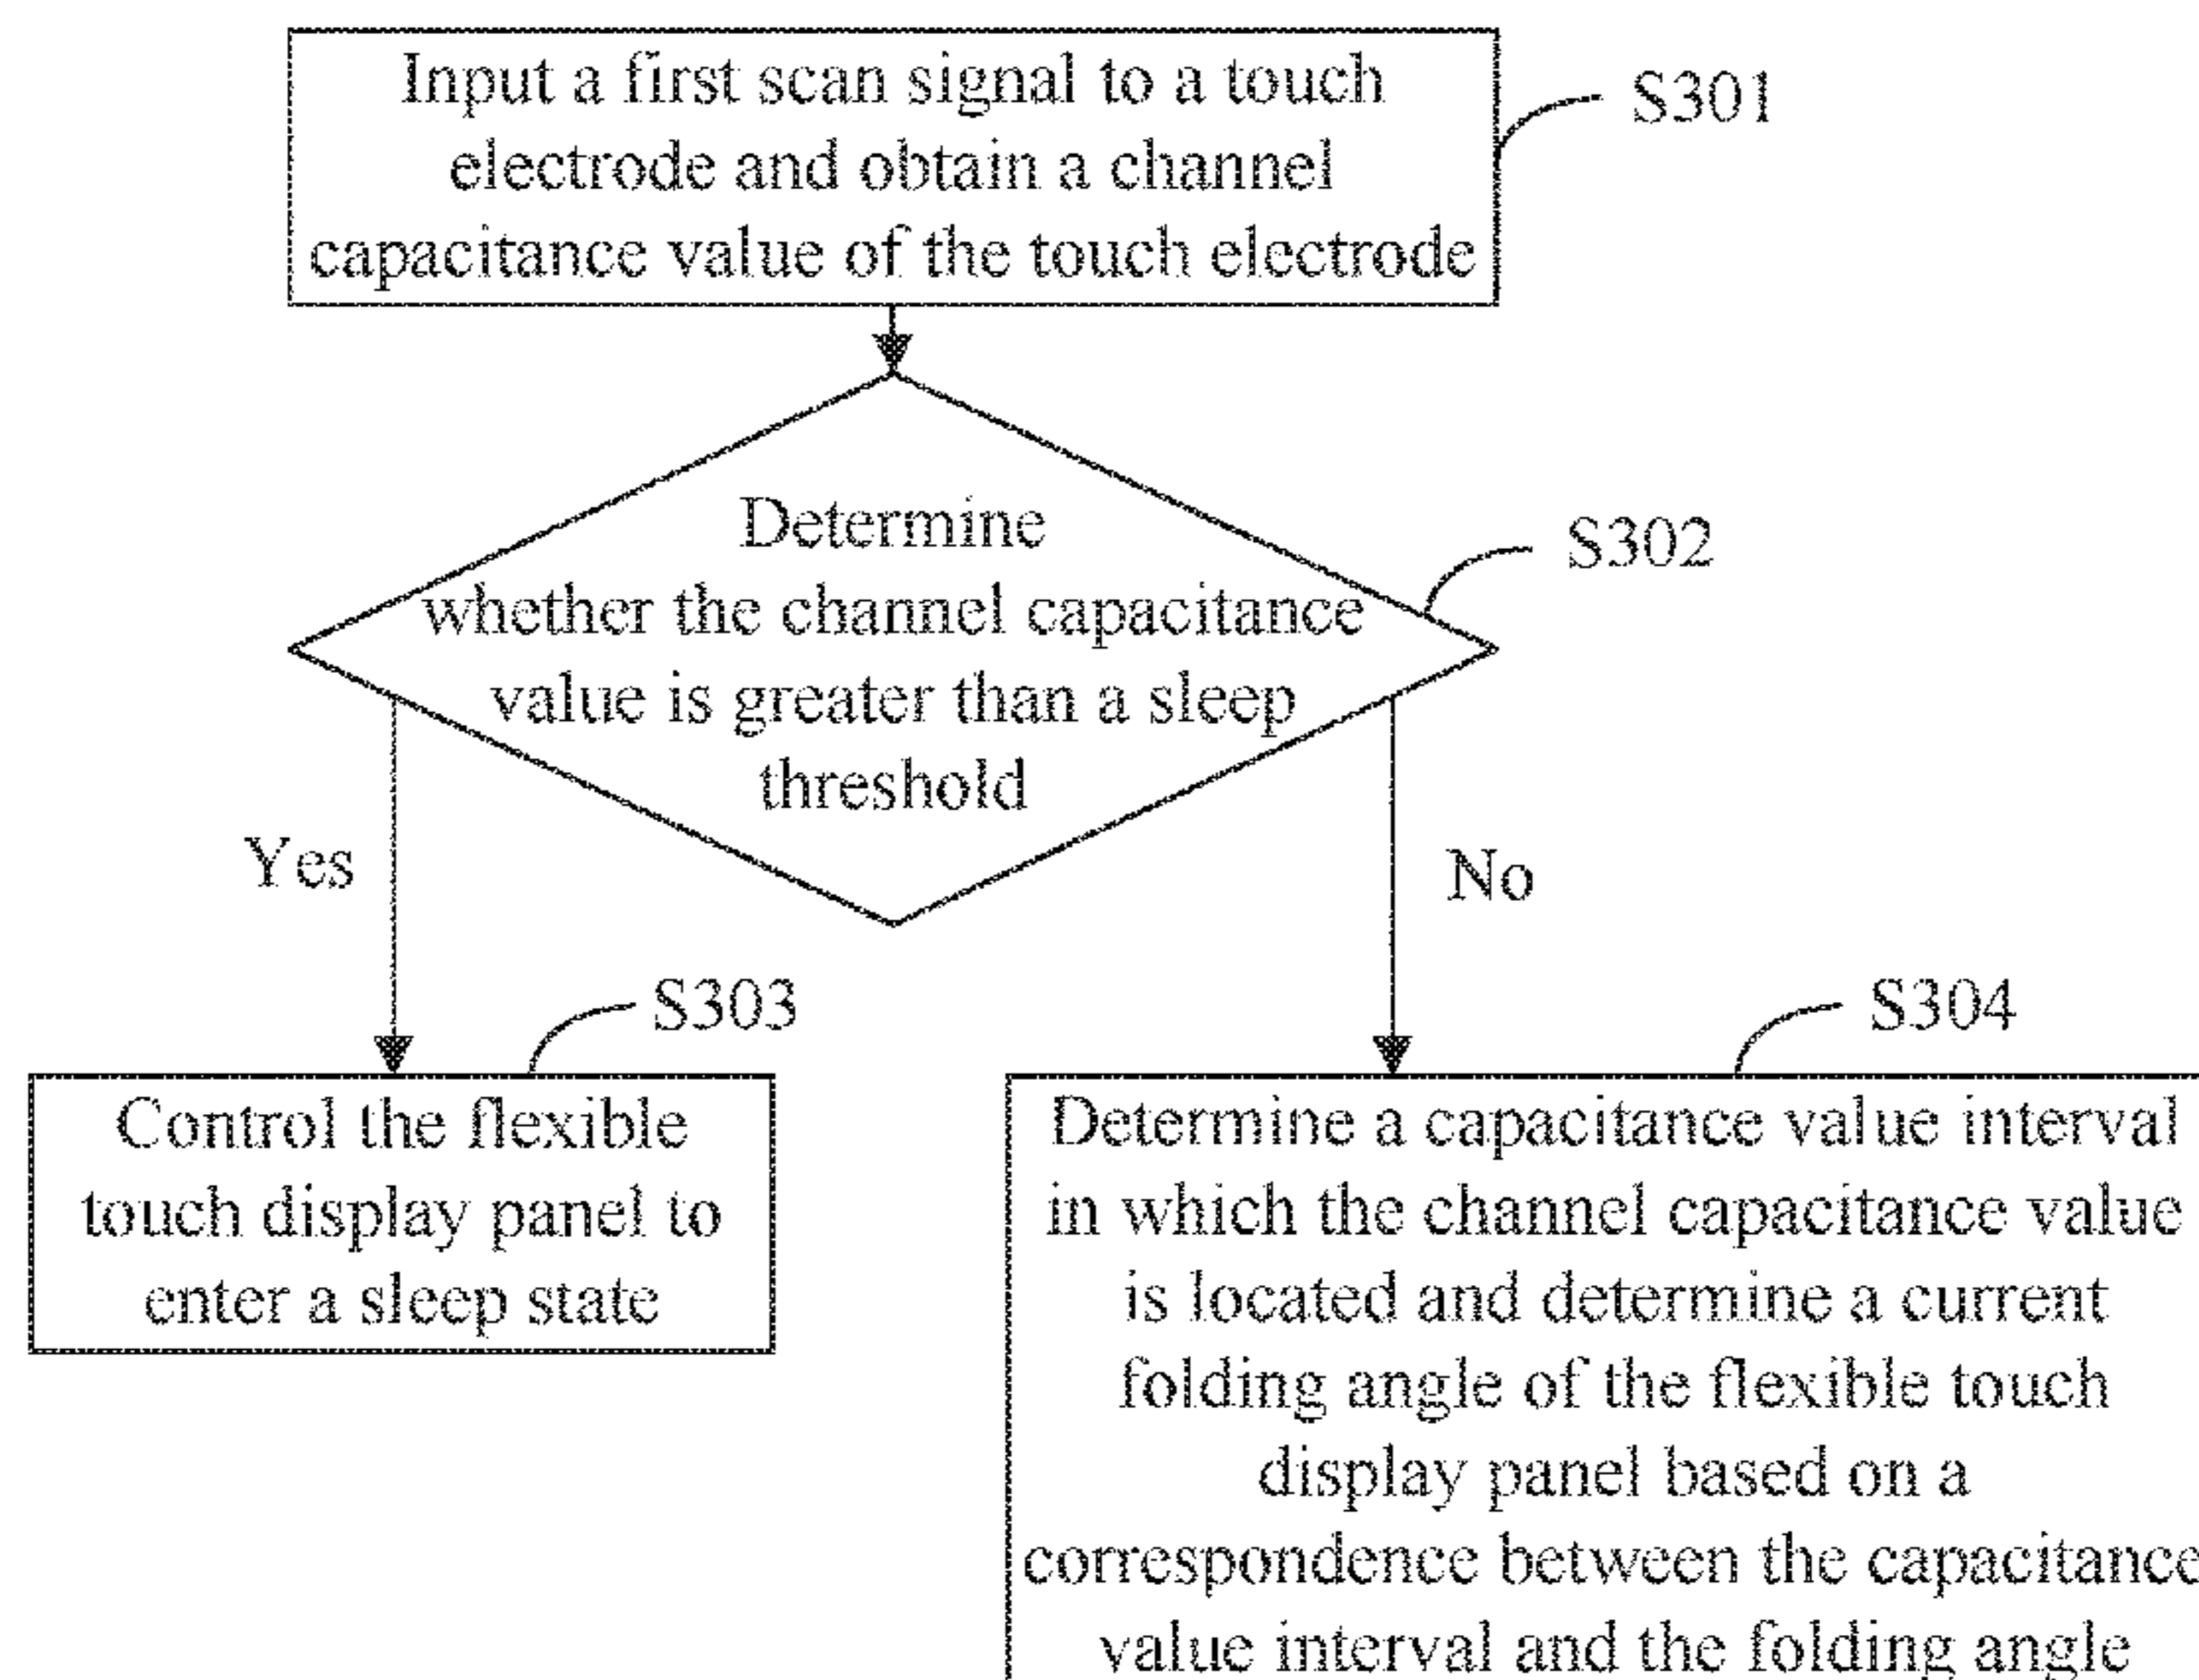 Input a first scan signal to a touch
electrode and obtain a channel
capacitance value of the touch electrode
S301
Determine
whether the channel capacitance
value is greater than a sleep
threshold
S302
Yes
No
S303
Control the flexible
touch display panel to
enter a sleep state
S304
Determine a capacitance value interval
in which the channel capacitance value
is located and determine a current
folding angle of the flexible touch
display panel based on a
correspondence between the capacitance
value interval and the folding angle